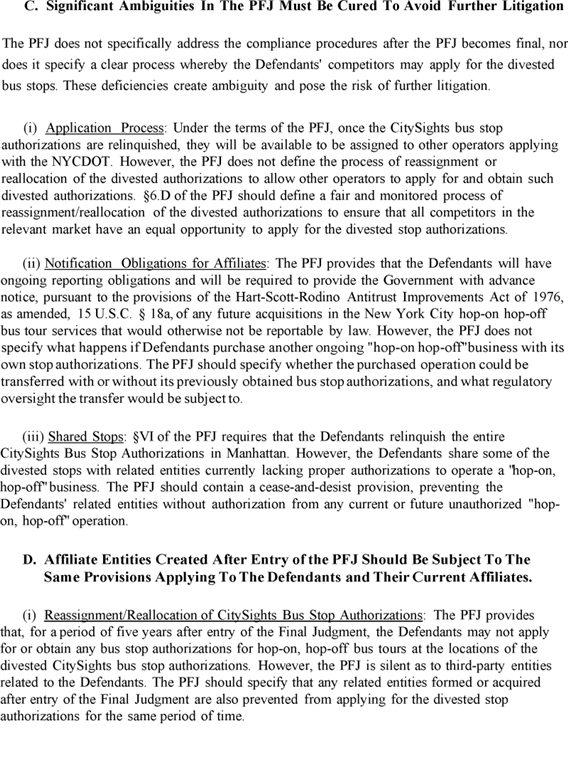 C. Significant Ambiguities In The PFJ Must Be Cured To Avoid Further Litigation
The PFJ does not specifically address the compliance procedures after the PFJ becomes final, nor
does it specify a clear process whereby the Defendants' competitors may apply for the divested
bus stops. These deficiencies create ambiguity and pose the risk of further litigation.
(i) Application Process: Under the terms of the PFJ, once the CitySights bus stop
authorizations are relinquished, they will be available to be assigned to other operators applying
with the NYCDOT. However, the PFJ does not define the process of reassignment or
reallocation of the divested authorizations to allow other operators to apply for and obtain such
divested authorizations. §6.D of the PFJ should define a fair and monitored process of
reassignment/reallocation of the divested authorizations to ensure that all competitors in the
relevant market have an equal opportunity to apply for the divested stop authorizations.
(ii) Notification Obligations for Affiliates: The PFJ provides that the Defendants will have
ongoing reporting obligations and will be required to provide the Government with advance
notice, pursuant to the provisions of the Hart-Scott-Rodino Antitrust Improvements Act of 1976,
as amended, 15 U.S.C. § 18a, of any future acquisitions in the New York City hop-on hop-off
bus tour services that would otherwise not be reportable by law. However, the PFJ does not
specify what happens if Defendants purchase another ongoing "hop-on hop-off"business with its
own stop authorizations. The PFJ should specify whether the purchased operation could be
transferred with or without its previously obtained bus stop authorizations, and what regulatory
oversight the transfer would be subject to.
(iii) Shared Stops: §VI of the PFJ requires that the Defendants relinquish the entire
CitySights Bus Stop Authorizations in Manhattan. However, the Defendants share some of the
divested stops with related entities currently lacking proper authorizations to operate a "hop-on,
hop-off" business. The PFJ should contain a cease-and-desist provision, preventing the
Defendants' related entities without authorization from any current or future unauthorized "hop-
on, hop-off" operation.
D. Affiliate Entities Created After Entry of the PFJ Should Be Subject To The
Same Provisions Applying To The Defendants and Their Current Affiliates.
(i) Reassignment/Reallocation of CitySights Bus Stop Authorizations: The PFJ provides
that, for a period of five years after entry of the Final Judgment, the Defendants may not apply
for or obtain any bus stop authorizations for hop-on, hop-off bus tours at the locations of the
divested CitySights bus stop authorizations. However, the PFJ is silent as to third-party entities
related to the Defendants. The PFJ should specify that any related entities formed or acquired
after entry of the Final Judgment are also prevented from applying for the divested stop
authorizations for the same period of time.